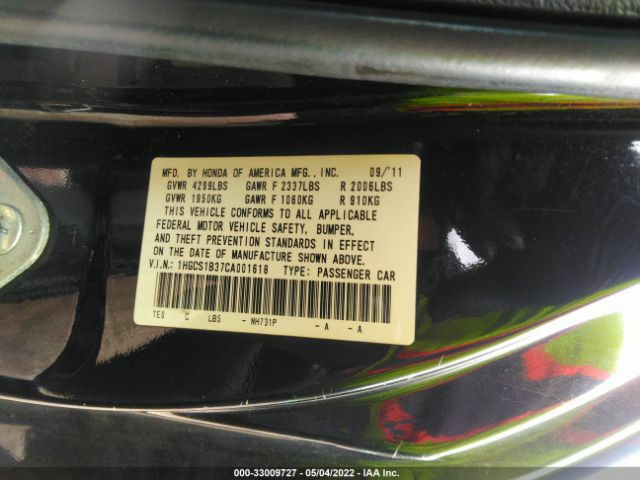 MFD. BY HONDA OF AMERICA MFG., INC. 09/'11
GVWR 4299LBS GAWR F 2337LBS R 2006LBS
GVWR 1950KG GAWR F 1060KG R 910KG
THIS VEHICLE CONFORMS TO ALL APPLICABLE
FEDERAL MOTOR VEHICLE SAFETY, BUMPER,
AND THEFT PREVENTION STANDARDS IN EFFECT
ON THE DATE OF MANUFACTURE SHOWN ABOVE.
V.I.N.: 1HGCS1B37CA001618 TYPE: PASSENGER CAR
TE0 C LB5 - NH731P - A - A
000-33009727 - 05/04/2022 - IAA Inc.